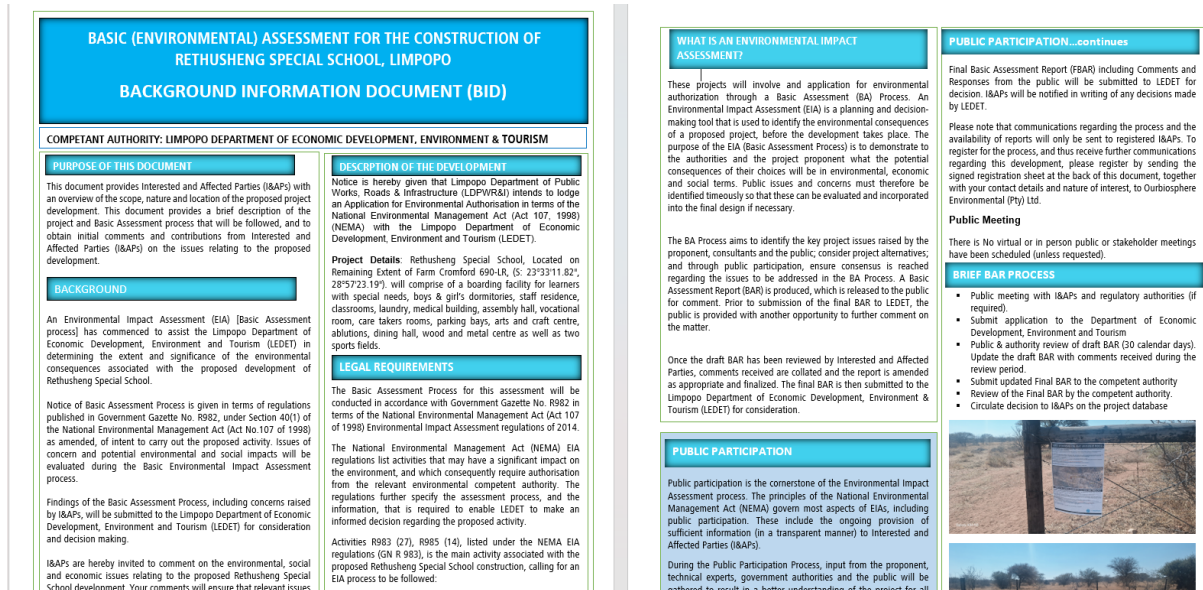 BASIC (ENVIRONMENTAL) ASSESSMENT FOR THE CONSTRUCTION OF
RETHUSHENG SPECIAL SCHOOL, LIMPOPO
BACKGROUND INFORMATION DOCUMENT (BID)
COMPETANT AUTHORITY: LIMPOPO DEPARTMENT OF ECONOMIC DEVELOPMENT, ENVIRONMENT & TOURISM
PURPOSE OF THIS DOCUMENT
This document provides Interested and Affected Parties (I&APs) with
an overview of the scope, nature and location of the proposed project
development. This document provides a brief description of the
project and Basic Assessment process that will be followed, and to
obtain initial comments and contributions from Interested and
Affected Parties (I&APs) on the issues relating to the proposed
development.
BACKGROUND
An Environmental Impact Assessment (EIA) [Basic Assessment
process] has commenced to assist the Limpopo Department of
Economic Development, Environment and Tourism (LEDET) in
determining the extent and significance of the environmental
consequences associated with the proposed development of
Rethusheng Special School.
Notice of Basic Assessment Process is given in terms of regulations
published in Government Gazette No. R982, under Section 40(1) of
the National Environmental Management Act (Act No.107 of 1998)
as amended, of intent to carry out the proposed activity. Issues of
concern and potential environmental and social impacts will be
evaluated during the Basic Environmental Impact Assessment
process.
Findings of the Basic Assessment Process, including concerns raised
by I&APs, will be submitted to the Limpopo Department of Economic
Development, Environment and Tourism (LEDET) for consideration
and decision making.
I&APs are hereby invited to comment on the environmental, social
and economic issues relating to the proposed Rethusheng Special
School development. Your comments will ensure that relevant issues
DESCRPTION OF THE DEVELOPMENT
Notice is hereby given that Limpopo Department of Public
Works, Roads & Infrastructure (LDPWR&I) intends to lodge
an Application for Environmental Authorisation in terms of the
National Environmental Management Act (Act 107, 1998)
(NEMA) with the Limpopo Department of Economic
Development, Environment and Tourism (LEDET).
Project Details: Rethusheng Special School, Located on
Remaining Extent of Farm Cromford 690-LR, (S: 23°33'11.82",
28°57'23.19"). will comprise of a boarding facility for learners
with special needs, boys & girl's dormitories, staff residence,
classrooms, laundry, medical building, assembly hall, vocational
room, care takers rooms, parking bays, arts and craft centre,
ablutions, dining hall, wood and metal centre as well as two
sports fields.
LEGAL REQUIREMENTS
The Basic Assessment Process for this assessment will be
conducted in accordance with Government Gazette No. R982 in
terms of the National Environmental Management Act (Act 107
of 1998) Environmental Impact Assessment regulations of 2014.
The National Environmental Management Act (NEMA) EIA
regulations list activities that may have a significant impact on
the environment, and which consequently require authorisation
from the relevant environmental competent authority. The
regulations further specify the assessment process, and the
information, that is required to enable LEDET to make an
informed decision regarding the proposed activity.
Activities R983 (27), R985 (14), listed under the NEMA EIA
regulations (GN R 983), is the main activity associated with the
proposed Rethusheng Special School construction, calling for an
EIA process to be followed:
WHAT IS AN ENVIRONMENTAL IMPACT
ASSESSMENT?
These projects will involve and application for environmental
authorization through a Basic Assessment (BA) Process. An
Environmental Impact Assessment (EIA) is a planning and decision-
making tool that is used to identify the environmental consequences
of a proposed project, before the development takes place. The
purpose of the EIA (Basic Assessment Process) is to demonstrate to
the authorities and the project proponent what the potential
consequences of their choices will be in environmental, economic
and social terms. Public issues and concerns must therefore be
identified timeously so that these can be evaluated and incorporated
into the final design if necessary.
The BA Process aims to identify the key project issues raised by the
proponent, consultants and the public; consider project alternatives;
and through public participation, ensure consensus is reached
regarding the issues to be addressed in the BA Process. A Basic
Assessment Report (BAR) is produced, which is released to the public
for comment. Prior to submission of the final BAR to LEDET, the
public is provided with another opportunity to further comment on
the matter.
Once the draft BAR has been reviewed by Interested and Affected
Parties, comments received are collated and the report is amended
as appropriate and finalized. The final BAR is then submitted to the
Limpopo Department of Economic Development, Environment &
Tourism (LEDET) for consideration.
PUBLIC PARTICIPATION
Public participation is the cornerstone of the Environmental Impact
Assessment process. The principles of the National Environmental
Management Act (NEMA) govern most aspects of EIAs, including
public participation. These include the ongoing provision of
sufficient information (in a transparent manner) to Interested and
Affected Parties (I&APs).
During the Public Participation Process, input from the proponent,
technical experts, government authorities and the public will be
gathered to result in a better understanding of the project for all
PUBLIC PARTICIPATION...continues
Final Basic Assessment Report (FBAR) including Comments and
Responses from the public will be submitted to LEDET for
decision. I&APs will be notified in writing of any decisions made
by LEDET.
Please note that communications regarding the process and the
availability of reports will only be sent to registered I&APs. To
register for the process, and thus receive further communications
regarding this development, please register by sending the
signed registration sheet at the back of this document, together
with your contact details and nature of interest, to Ourbiosphere
Environmental (Pty) Ltd.
Public Meeting
There is No virtual or in person public or stakeholder meetings
have been scheduled (unless requested).
BRIEF BAR PROCESS
▪ Public meeting with I&APs and regulatory authorities (if
required).
▪ Submit application to the Department of Economic
Development, Environment and Tourism
▪ Public & authority review of draft BAR (30 calendar days).
Update the draft BAR with comments received during the
review period.
▪ Submit updated Final BAR to the competent authority
▪ Review of the Final BAR by the competent authority.
▪ Circulate decision to I&APs on the project database